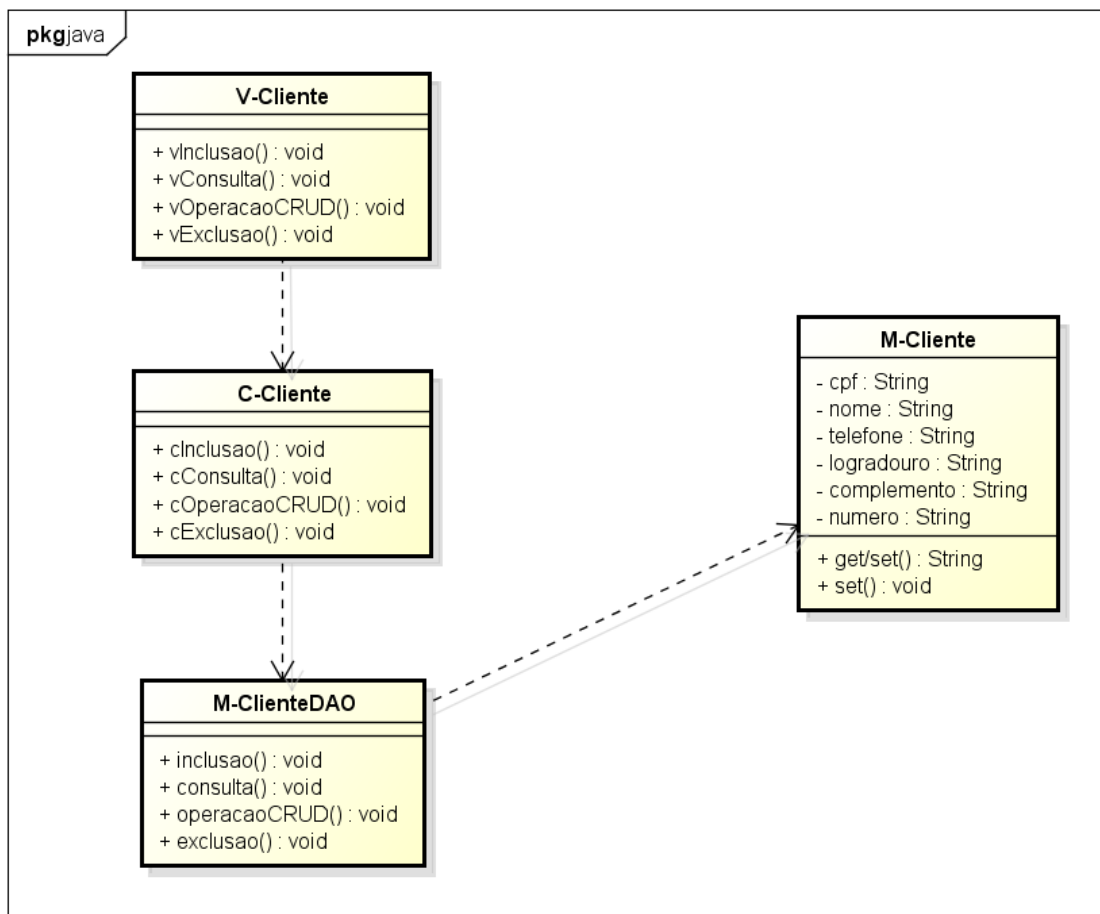 pkg java
V-Cliente
+ vInclusao() : void
+ vConsulta() : void
+ vOperacaoCRUD() : void
+ vExclusao() : void
C-Cliente
+ cInclusao() : void
+ cConsulta() : void
+ cOperacaoCRUD() : void
+ cExclusao() : void
M-ClienteDAO
+ inclusao() : void
+ consulta() : void
+ operacaoCRUD() : void
+ exclusao() : void
M-Cliente
- cpf : String
- nome : String
- telefone : String
- logradouro : String
- complemento : String
- numero : String
+ get/set() : String
+ set() : void